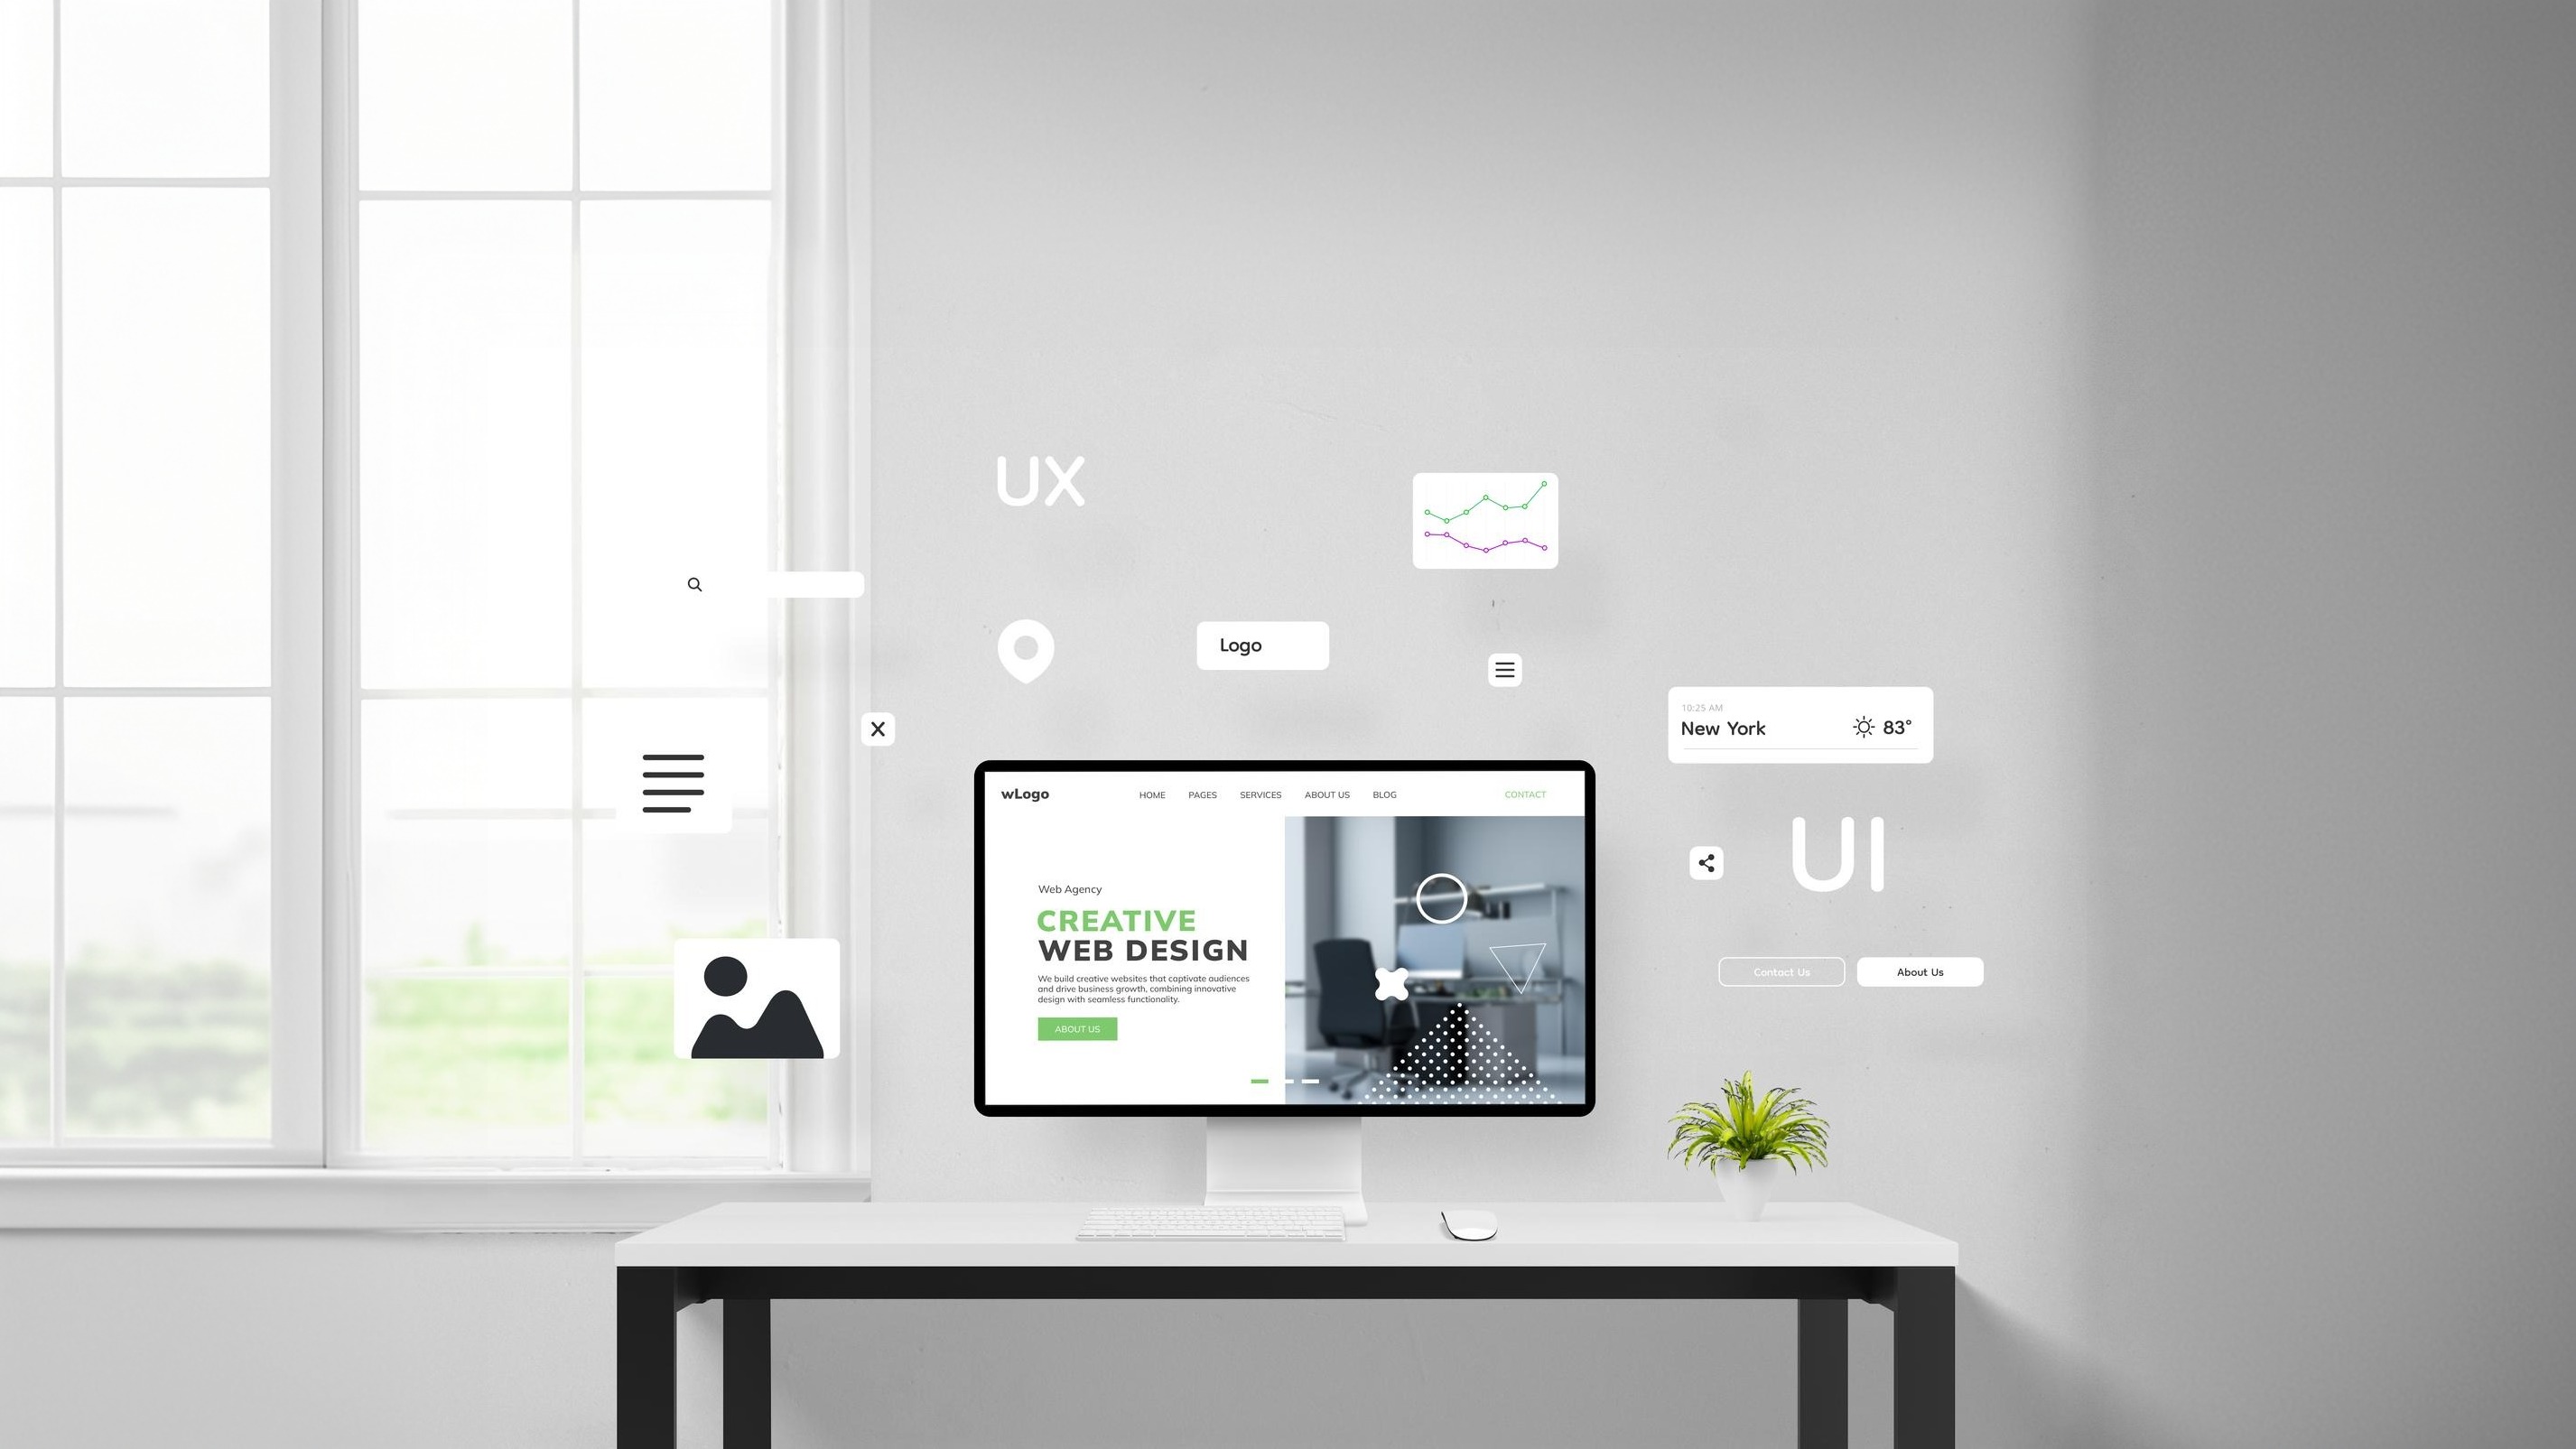 UX
Logo
X
10:25 AM
New York 83°
UI
Contact Us About Us
wLogo HOME PAGES SERVICES ABOUT US BLOG CONTACT
Web Agency
CREATIVE
WEB DESIGN
We build creative websites that captivate audiences
and drive business growth, combining innovative
design with seamless functionality.
ABOUT US